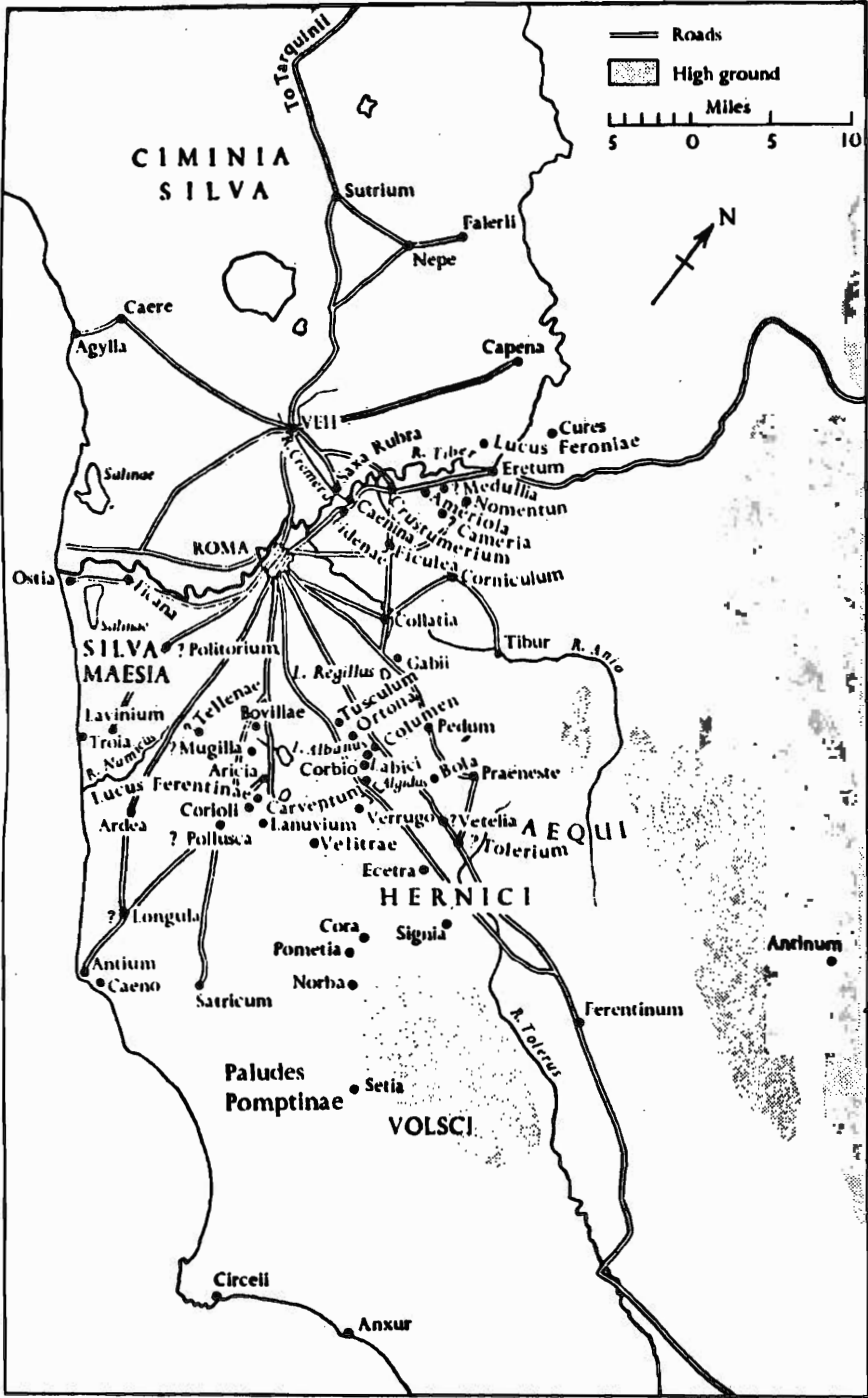 Roads
High ground
Miles
5 0 5 10
N
To Tarquinii
CIMINIA
SILVA
Sutrium
Falerii
Nepe
Caere
Agylla
Capena
VEII
Cures
Lucus Feroniae
R. Tiber
Saxa Rubra
R. Cremera
Eretum
? Medullia
Nomentum
Ameriola
? Cameria
Crustumerium
Caenina ?
Fidenae
Ficulea
Salinae
ROMA
Corniculum
Ostia
Ficana
Salinae
Collatia
Tibur
R. Anio
SILVA
MAESIA
? Politorium
Gabii
L. Regillus
Lavinium
Troia
? Tellenae
Bovillae
Tusculum
Ortona
Columen
Pedum
R. Numicus
? Mugilla
L. Albanus
Corbio
Labici
Bola
Praeneste
Aricia
Algidus
Lucus Ferentinae
Carventum
Corioli
Lanuvium
Verrugo
? Vetelia
AEQUI
Ardea
? Pollusca
Velitrae
? Tolerium
Ecetra
HERNICI
? Longula
Cora
Signia
Pometia
Antinum
Antium
Caeno
Norba
Satricum
Ferentinum
R. Tolerus
Paludes
Pomptinae
Setia
VOLSCI
Circeii
Anxur